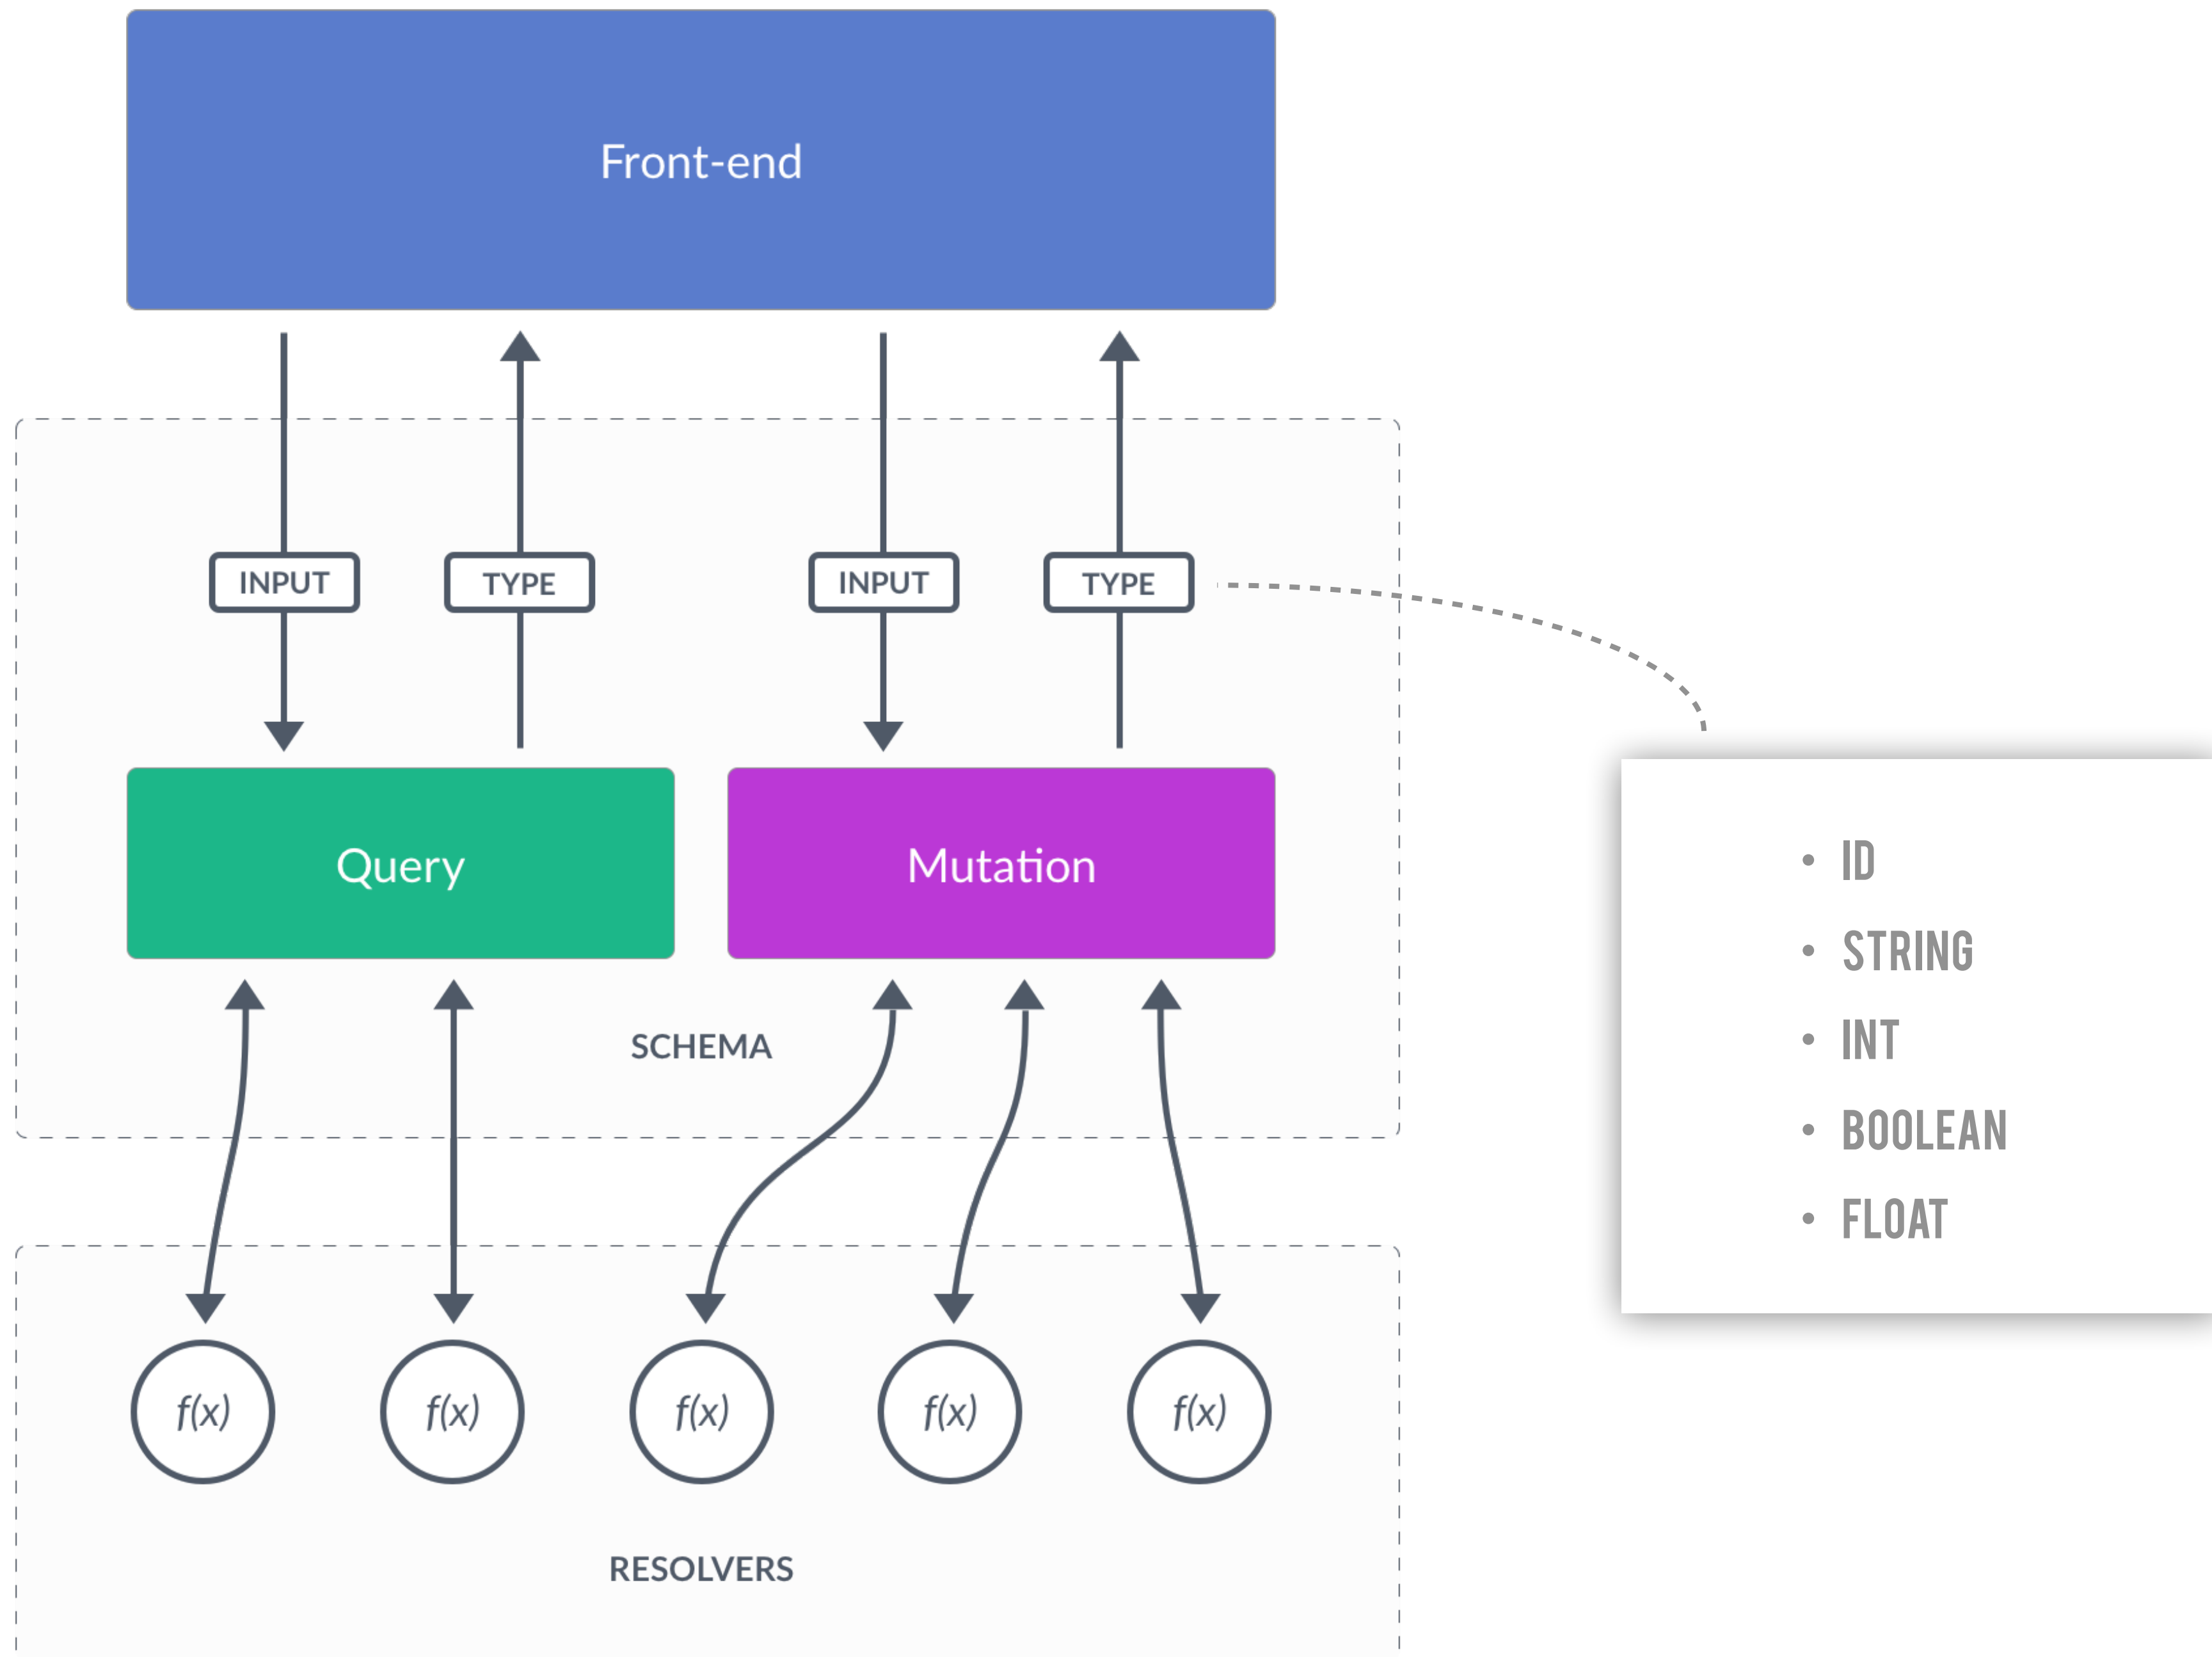 Front-end
INPUT
TYPE
INPUT
TYPE
Query
Mutation
SCHEMA
f(x)
f(x)
f(x)
f(x)
f(x)
RESOLVERS
• ID
• STRING
• INT
• BOOLEAN
• FLOAT